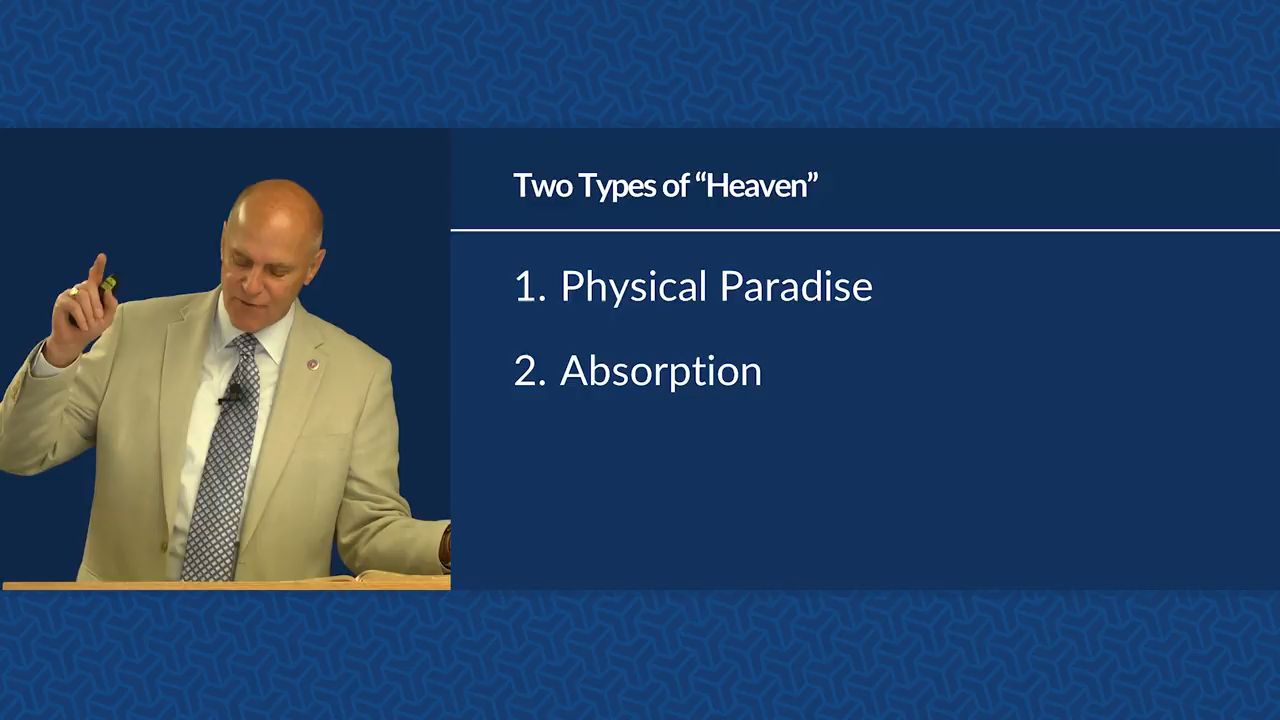 Two Types of “Heaven”
1. Physical Paradise
2. Absorption